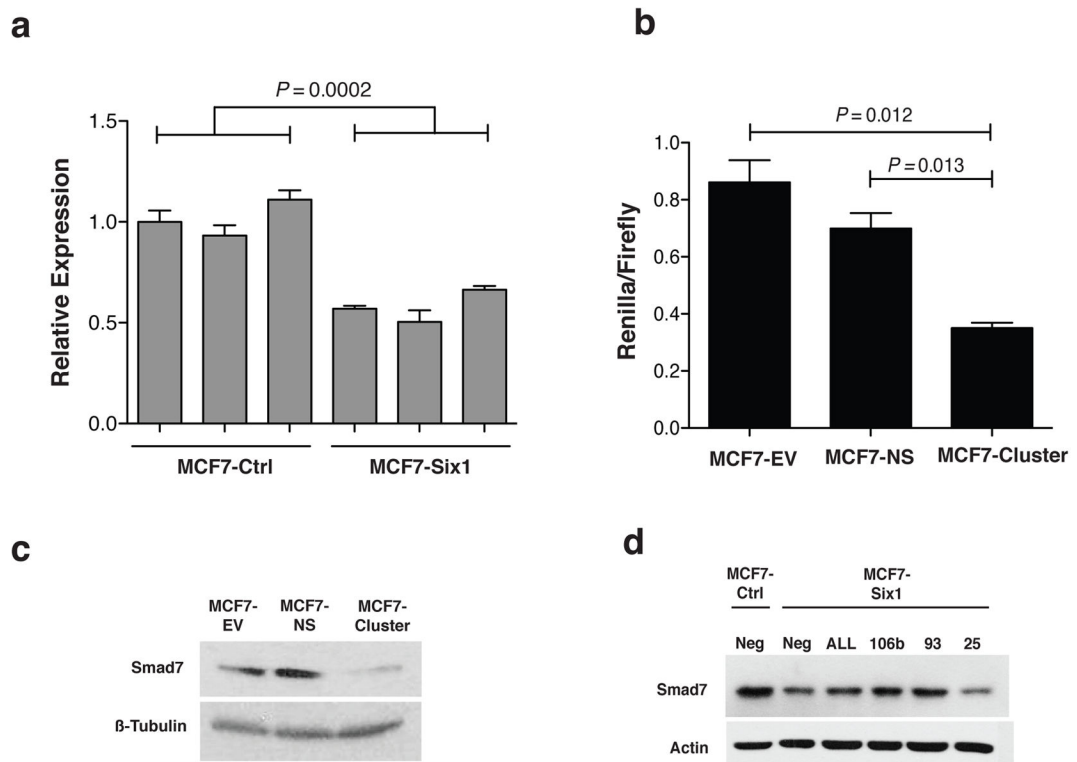 a
P = 0.0002
1.5
1.0
0.5
0.0
Relative Expression
MCF7-Ctrl
MCF7-Six1
b
P = 0.012
P = 0.013
1.0
0.8
0.6
0.4
0.2
0.0
Renilla/Firefly
MCF7-EV
MCF7-NS
MCF7-Cluster
c
MCF7-
EV
MCF7-
NS
MCF7-
Cluster
Smad7
ß-Tubulin
d
MCF7-
Ctrl
MCF7-
Six1
Neg Neg ALL 106b 93 25
Smad7
Actin